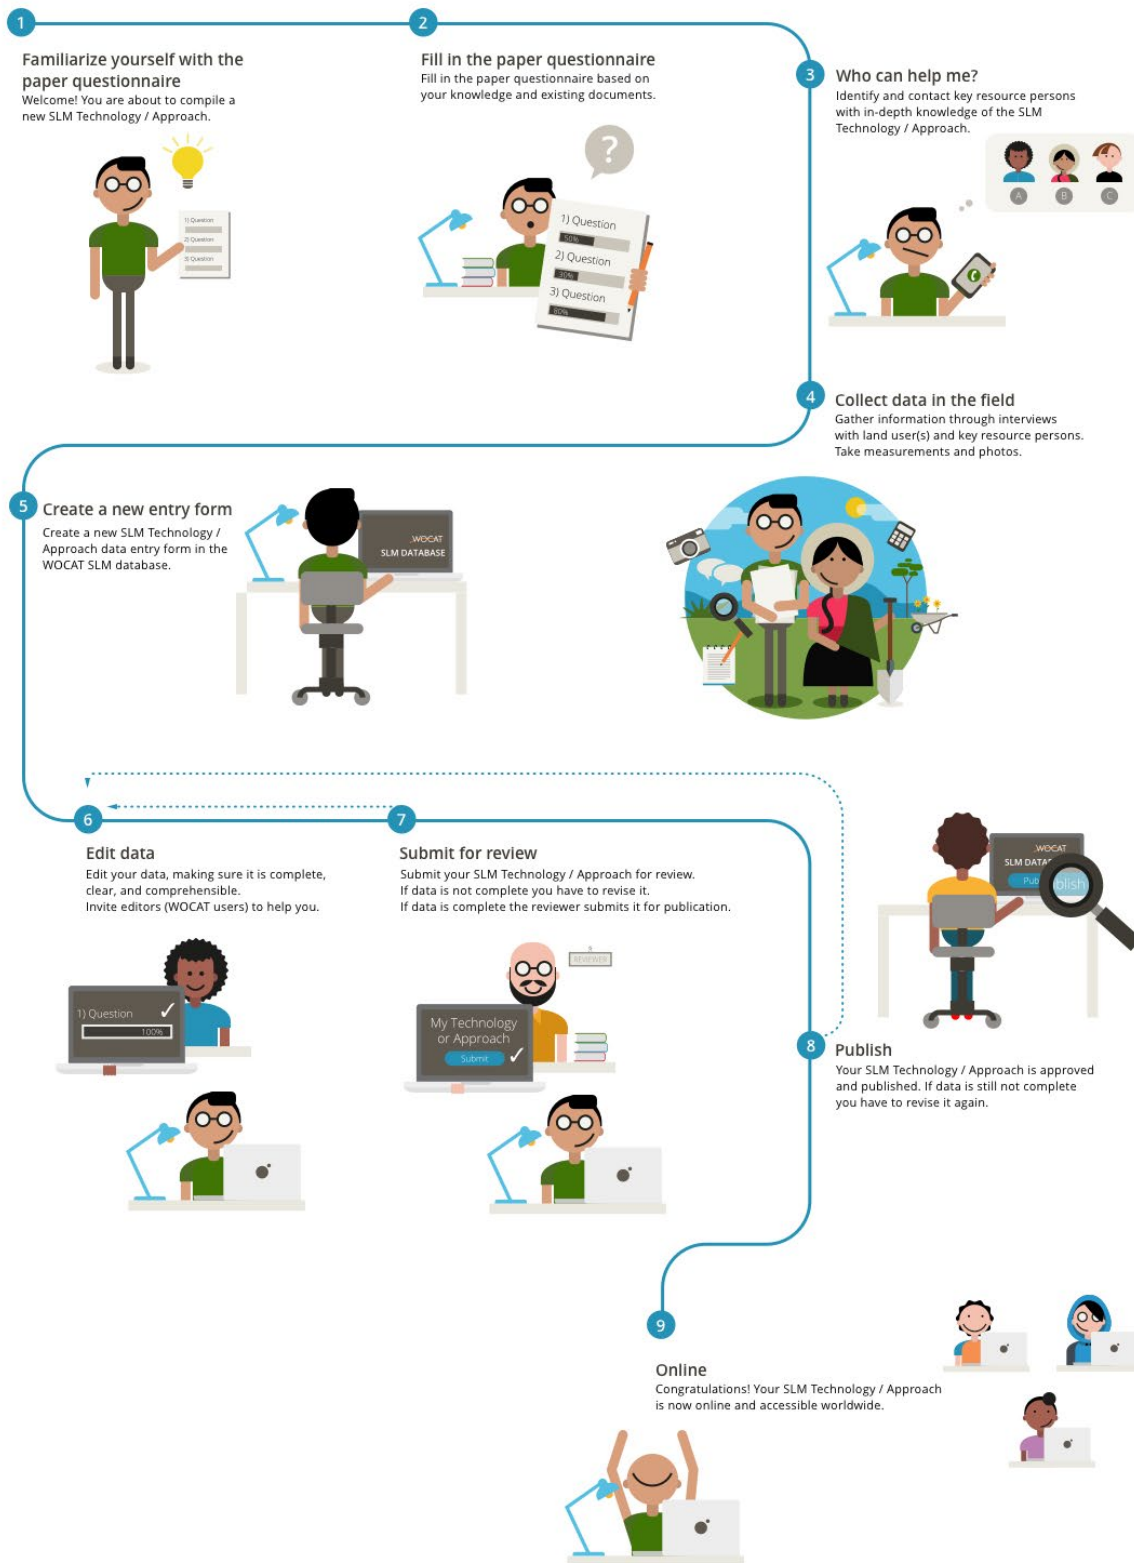 1
Familiarize yourself with the
paper questionnaire
Welcome! You are about to compile a
new SLM Technology / Approach.
1) Question
2) Question
3) Question
2
Fill in the paper questionnaire
Fill in the paper questionnaire based on
your knowledge and existing documents.
?
1) Question
50%
2) Question
30%
3) Question
80%
3
Who can help me?
Identify and contact key resource persons
with in-depth knowledge of the SLM
Technology / Approach.
A B C
4
Collect data in the field
Gather information through interviews
with land user(s) and key resource persons.
Take measurements and photos.
5
Create a new entry form
Create a new SLM Technology /
Approach data entry form in the
WOCAT SLM database.
WOCAT
SLM DATABASE
6
Edit data
Edit your data, making sure it is complete,
clear, and comprehensible.
Invite editors (WOCAT users) to help you.
1) Question
100%
7
Submit for review
Submit your SLM Technology / Approach for review.
If data is not complete you have to revise it.
If data is complete the reviewer submits it for publication.
REVIEWER
My Technology
or Approach
Submit
WOCAT
SLM DATA
Pub blish
8
Publish
Your SLM Technology / Approach is approved
and published. If data is still not complete
you have to revise it again.
9
Online
Congratulations! Your SLM Technology / Approach
is now online and accessible worldwide.